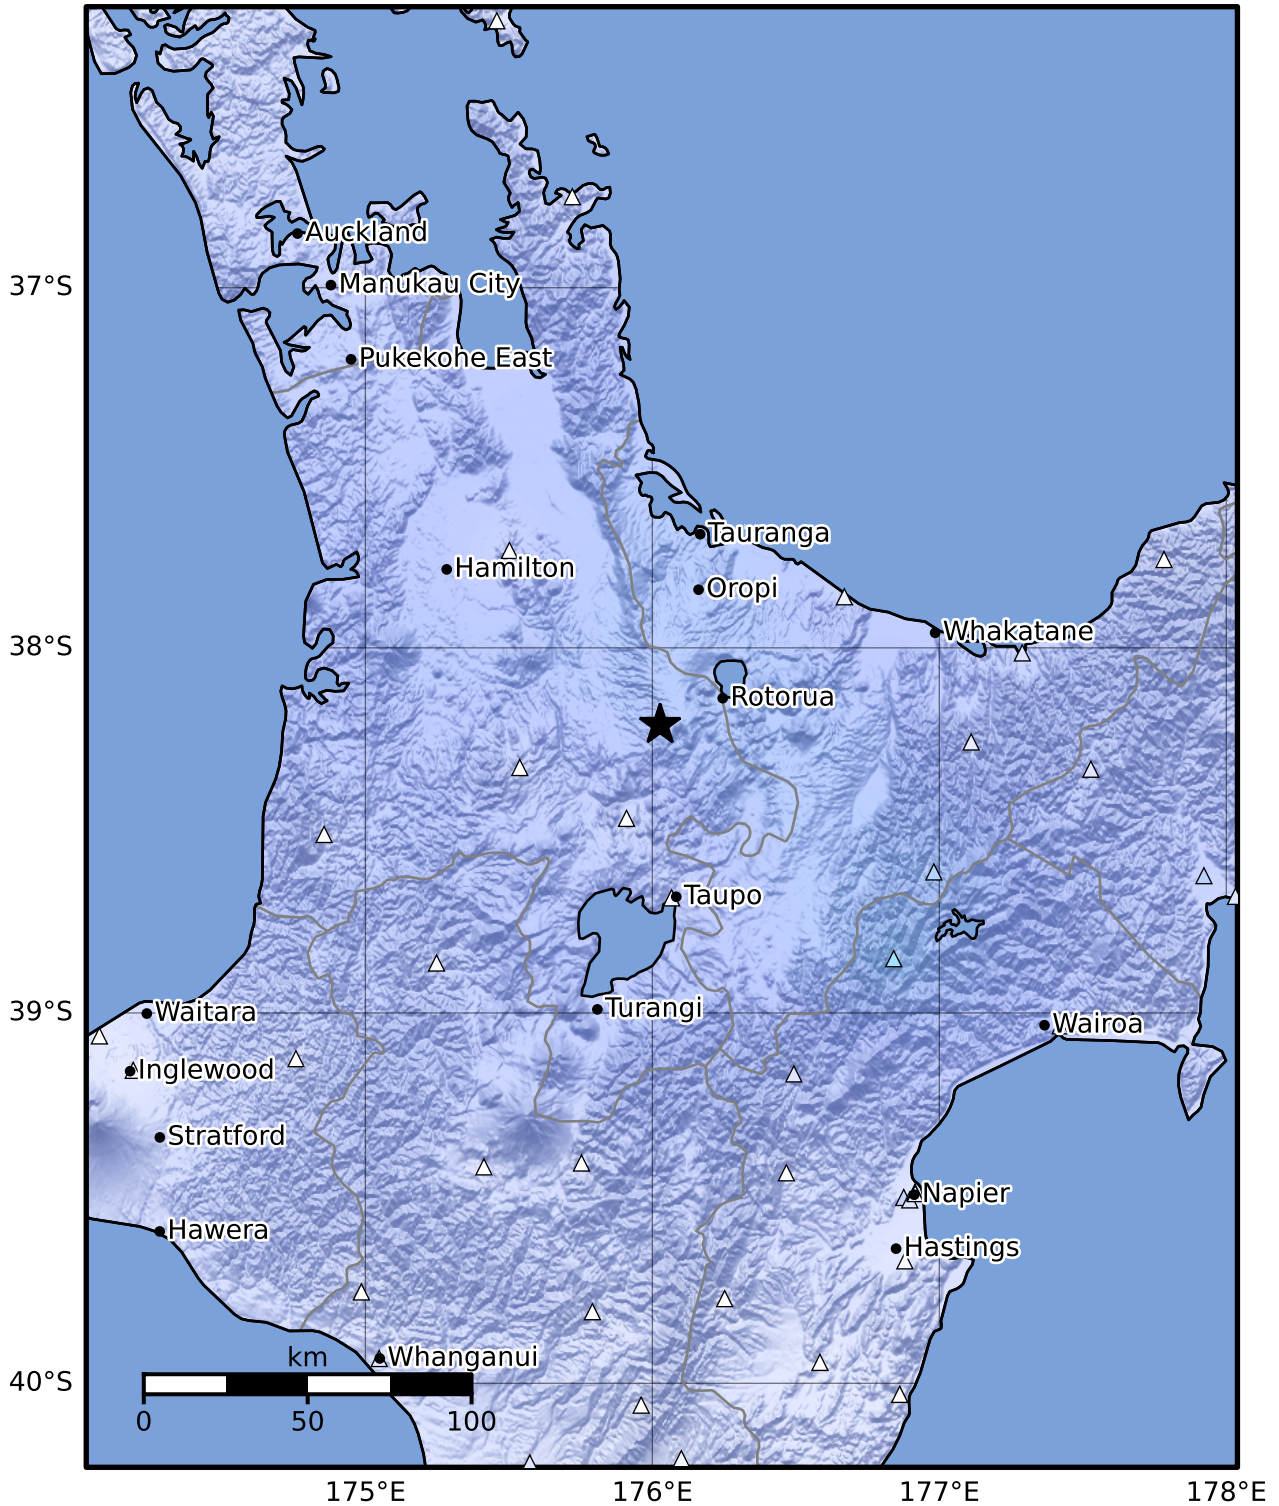 Auckland
37°S
Manukau City
Pukekohe East
Tauranga
Hamilton
Oropi
Whakatane
38°S
Rotorua
Taupo
Turangi
39°S
Waitara
Wairoa
Inglewood
Stratford
Napier
Hawera
Hastings
km
Whanganui
40°S
0 50 100
175°E 176°E 177°E 178°E